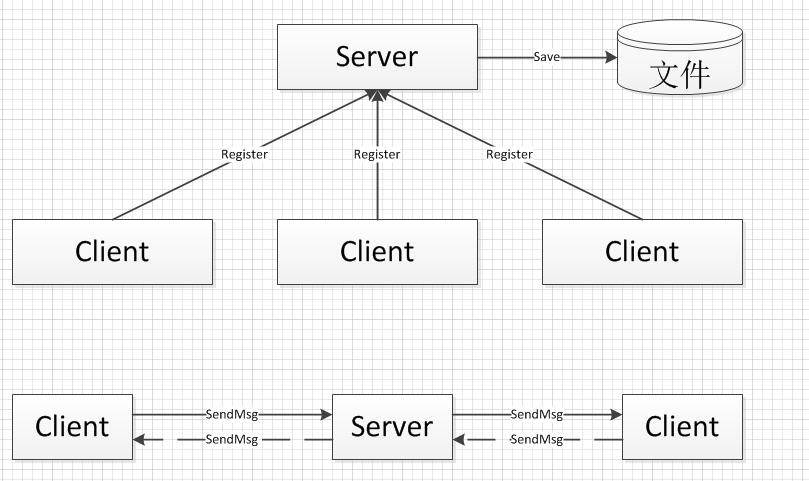 Server
Save
文件
Register
Register
Register
Client
Client
Client
Client
SendMsg
SendMsg
Server
SendMsg
SendMsg
Client